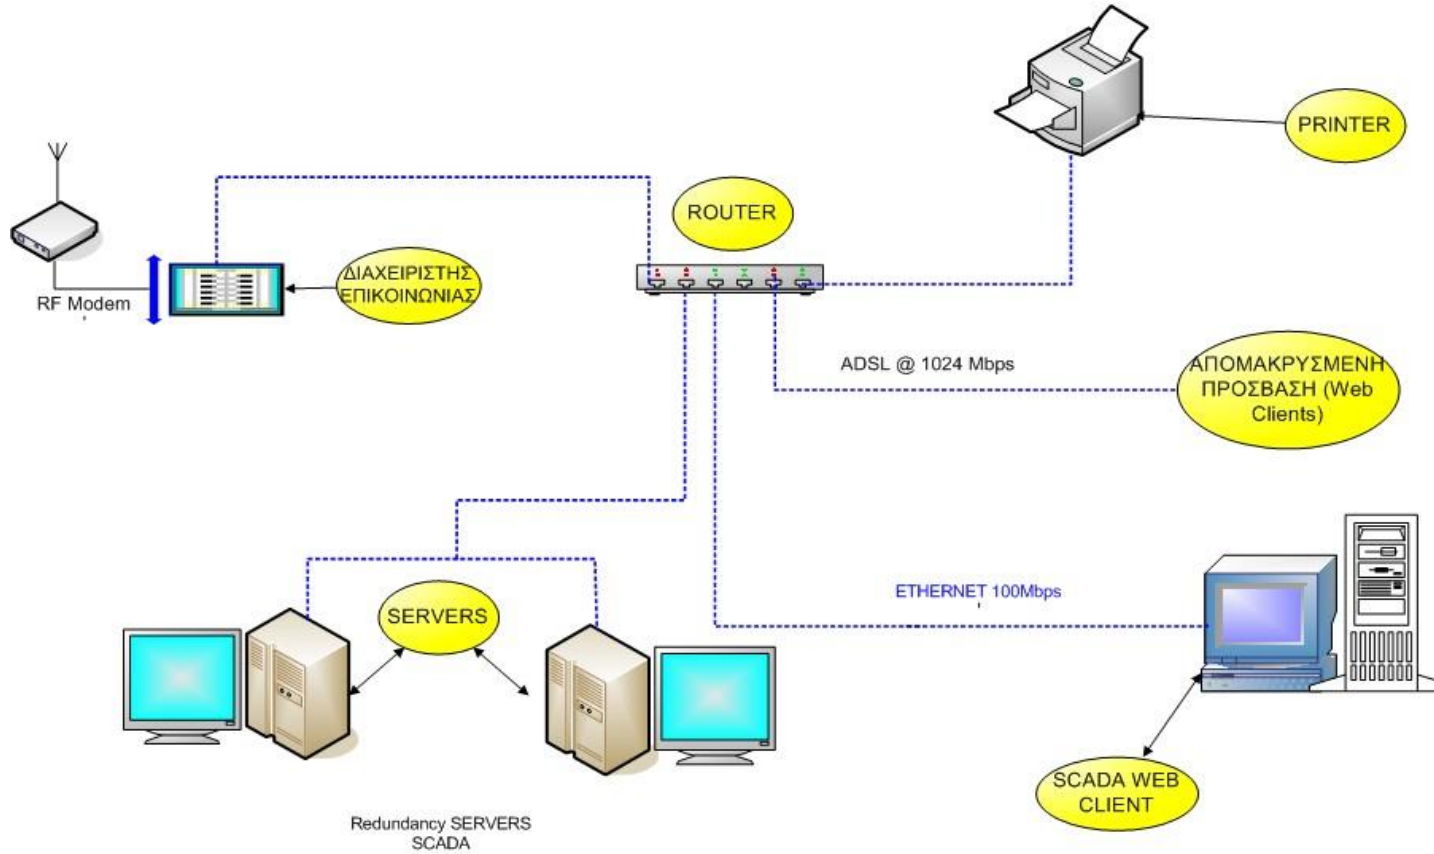 PRINTER
ROUTER
ΔΙΑΧΕΙΡΙΣΤΗΣ
ΕΠΙΚΟΙΝΩΝΙΑΣ
RF Modem
,
ADSL @ 1024 Mbps
ΑΠΟΜΑΚΡΥΣΜΕΝΗ
ΠΡΟΣΒΑΣΗ (Web
Clients)
ETHERNET 100Mbps
,
SERVERS
SCADA WEB
CLIENT
Redundancy SERVERS
SCADA